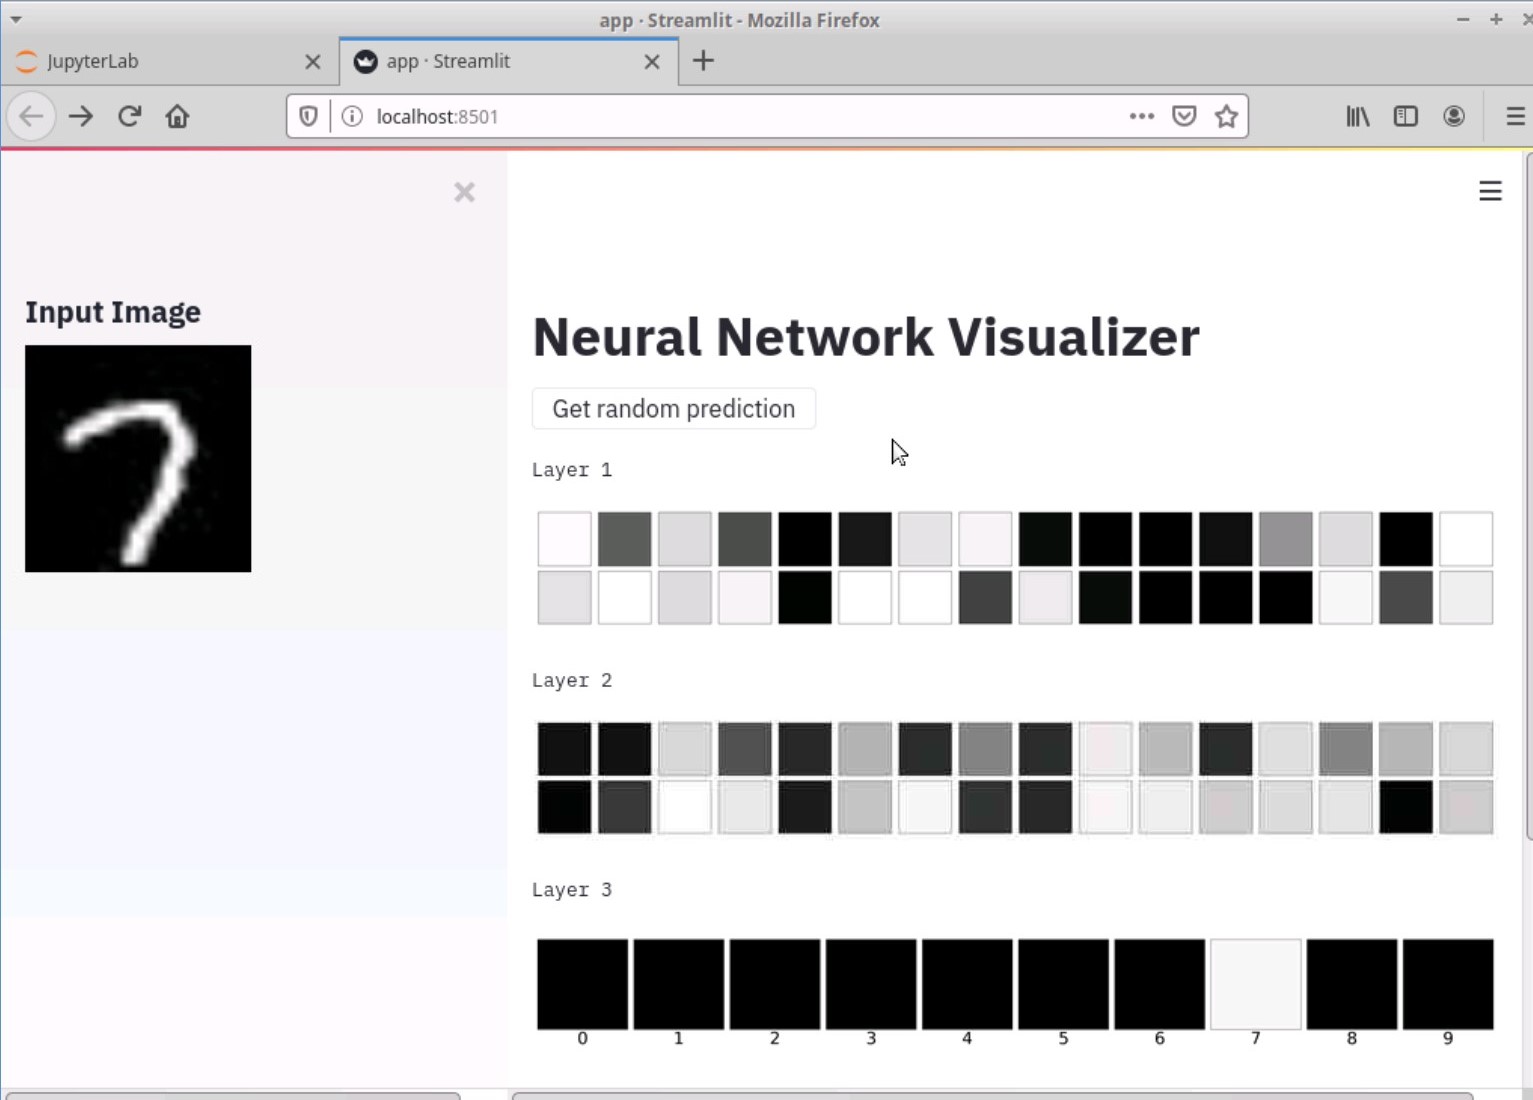 app · Streamlit - Mozilla Firefox
JupyterLab
app · Streamlit
localhost:8501
Input Image
7
Neural Network Visualizer
Get random prediction
Layer 1
Layer 2
Layer 3
0 1 2 3 4 5 6 7 8 9